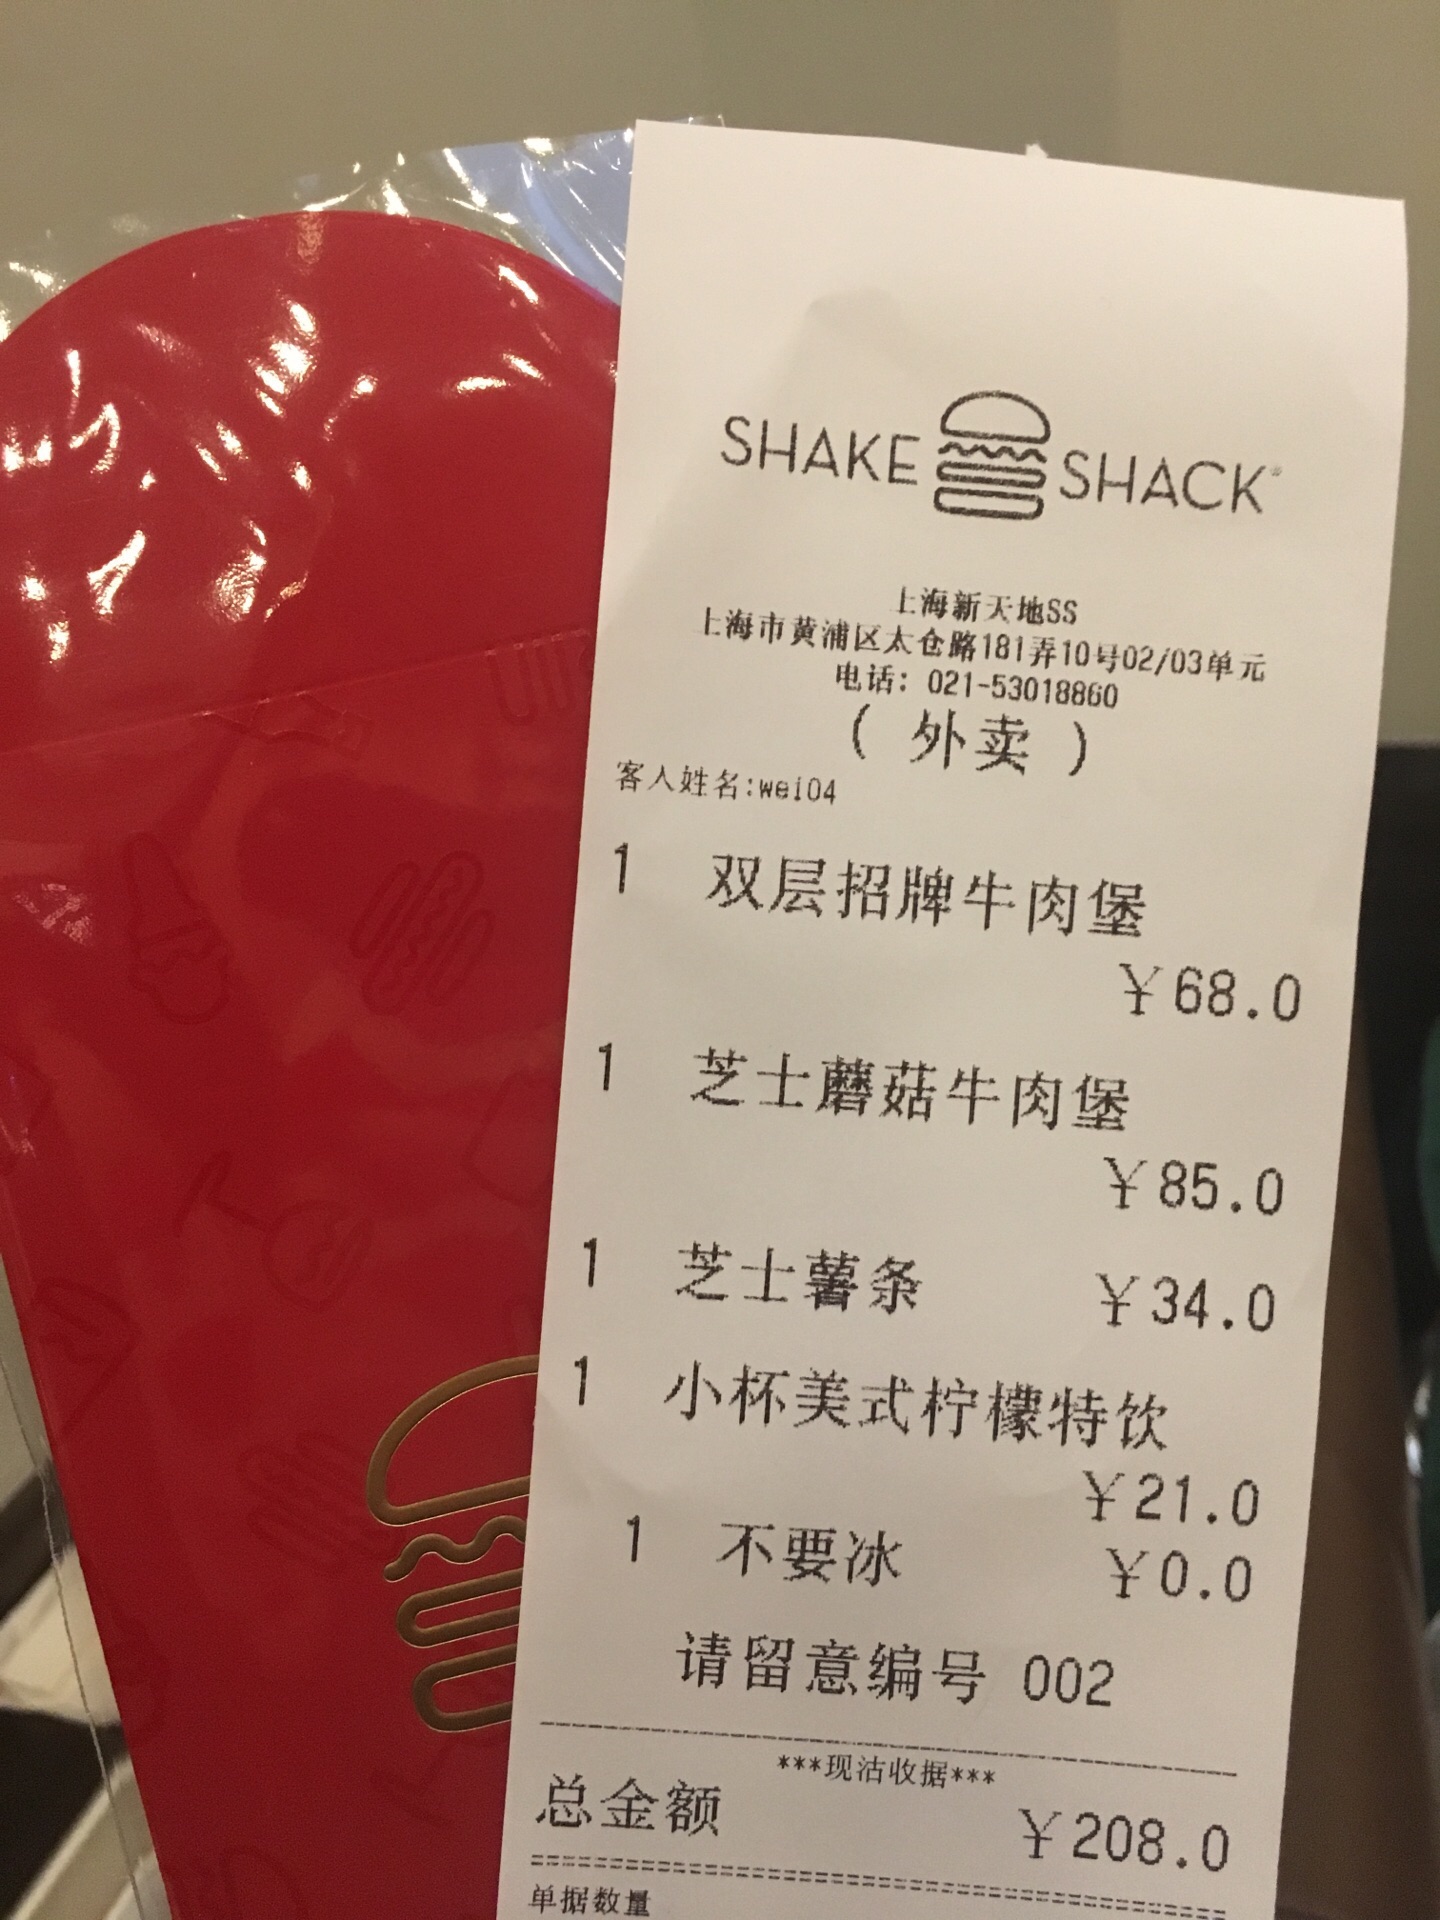 SHAKE SHACK
上海新天地SS
上海市黄浦区太仓路181弄10号02/03单元
电话: 021-53018860
( 外卖 )
客人姓名:wei04
1 双层招牌牛肉堡
￥68.0
1 芝士蘑菇牛肉堡
￥85.0
1 芝士薯条 ￥34.0
1 小杯美式柠檬特饮
￥21.0
1 不要冰 ￥0.0
请留意编号 002
***现沽收据***
总金额 ￥208.0
单据数量